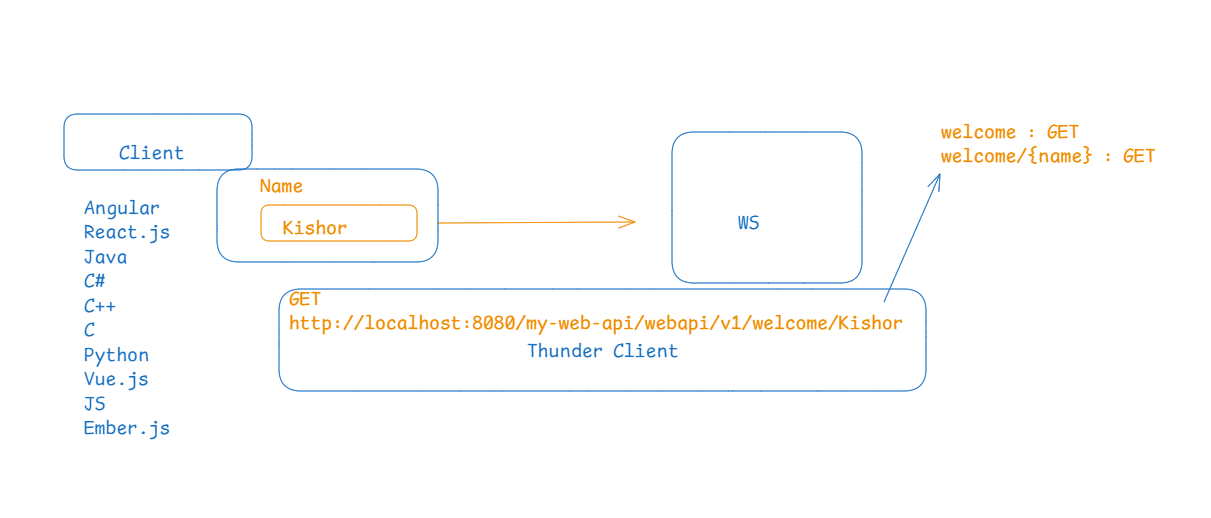 Client
Name
Kishor
Angular
React.js
Java
C#
C++
C
Python
Vue.js
JS
Ember.js
WS
welcome : GET
welcome/{name} : GET
GET
http://localhost:8080/my-web-api/webapi/v1/welcome/Kishor
Thunder Client